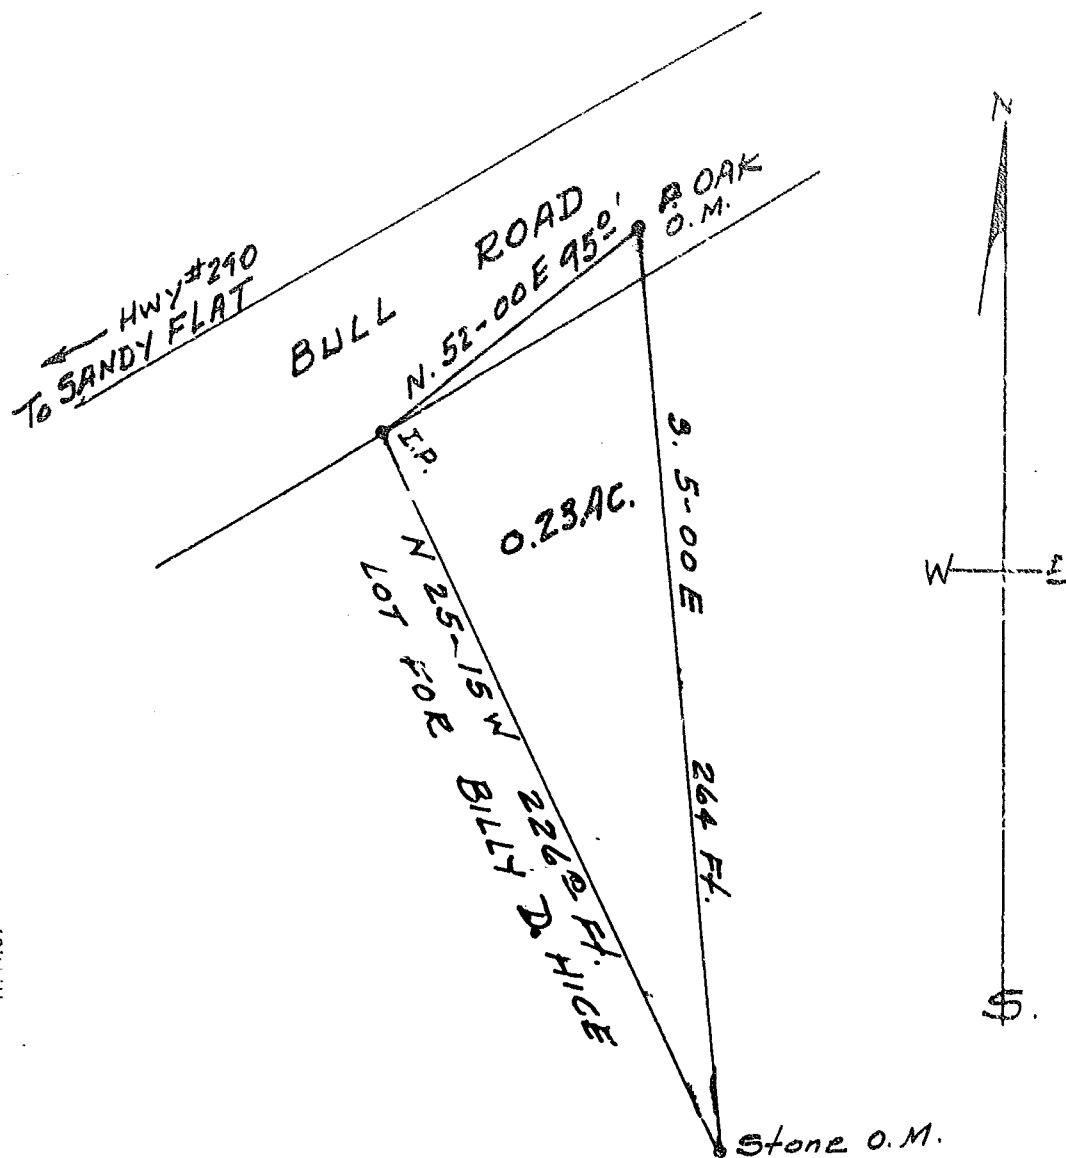 N
R OAK
O.M.
BULL ROAD
N. 52-00 E 95 0'
HWY #290
To SANDY FLAT
I.P.
S. 5-00 E 264 Ft.
0.23 AC.
W E
N 25-15 W 226 0 Ft.
LOT FOR BILLY D. HICE
S.
Stone O.M.